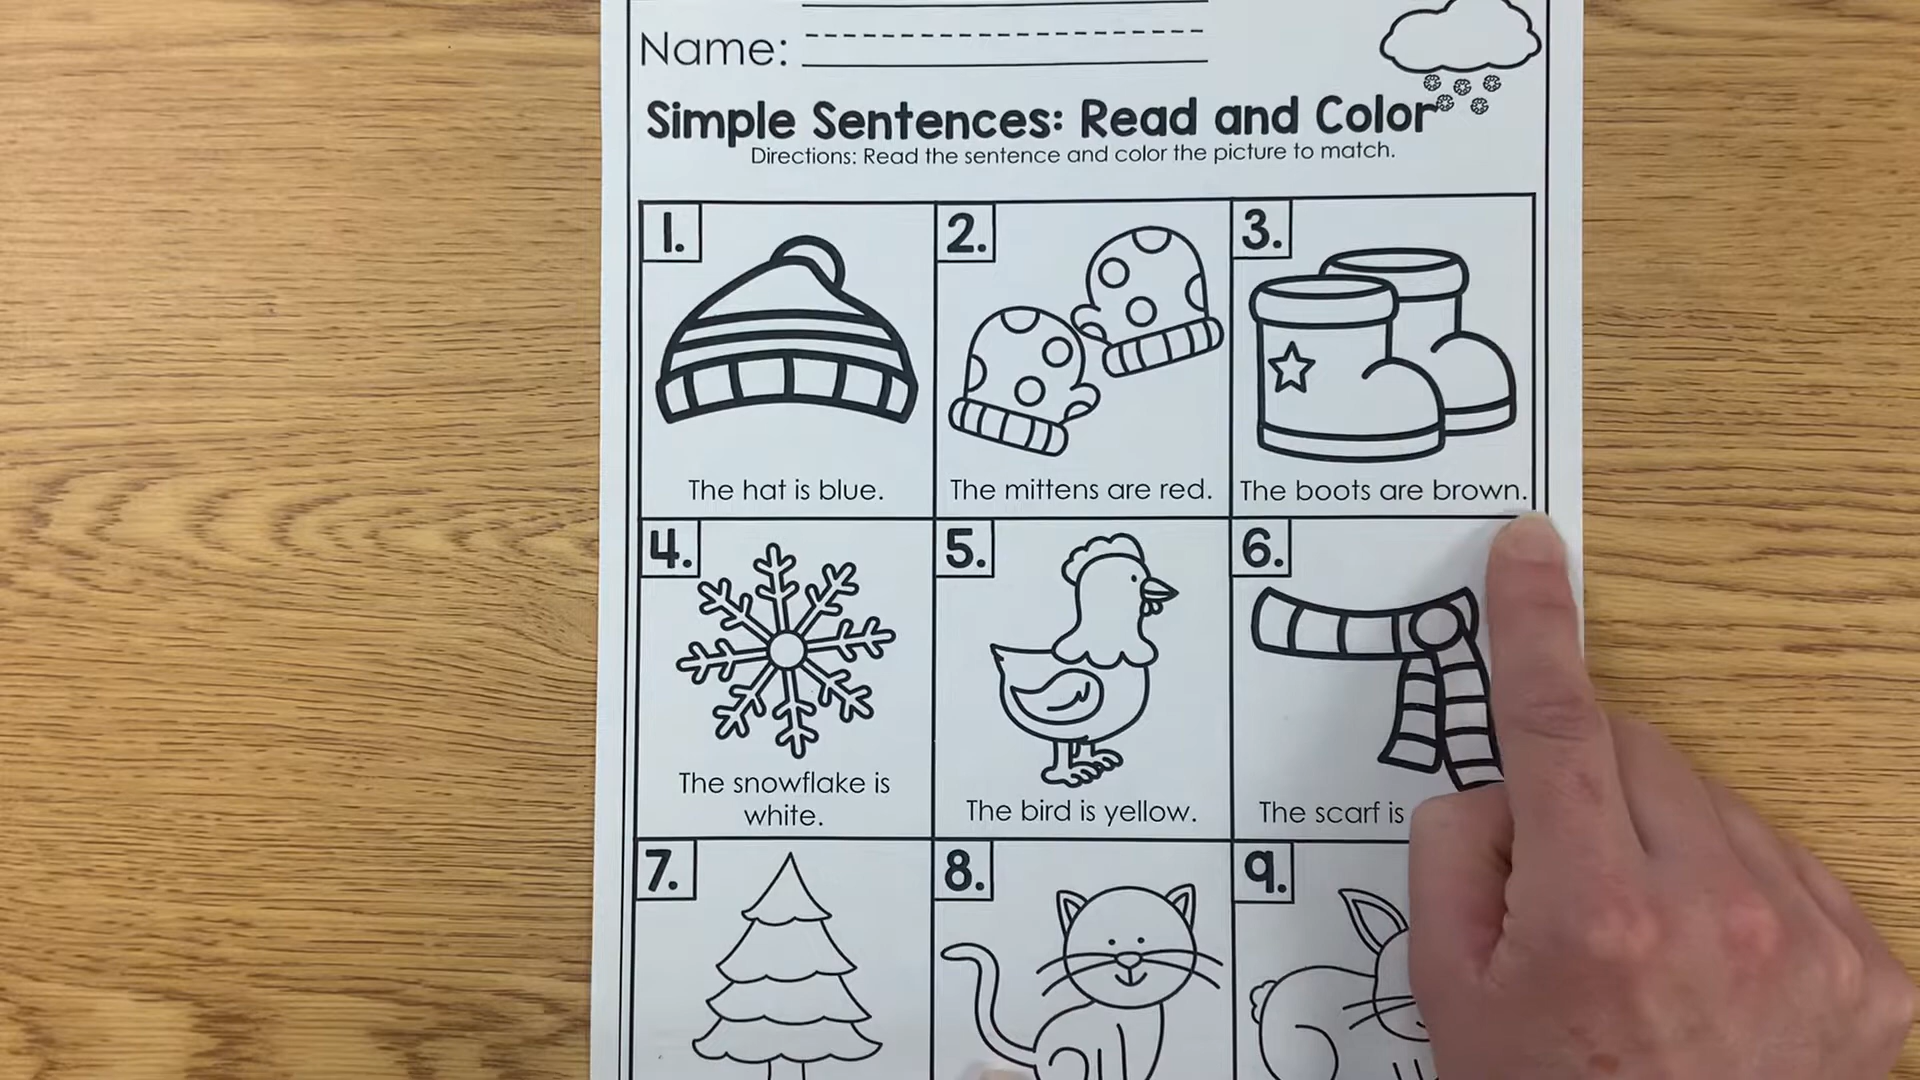 Name:
Simple Sentences: Read and Color
Directions: Read the sentence and color the picture to match.
1.
2.
3.
The hat is blue.
The mittens are red.
The boots are brown.
4.
5.
6.
The snowflake is
white.
The bird is yellow.
The scarf is
7.
8.
9.